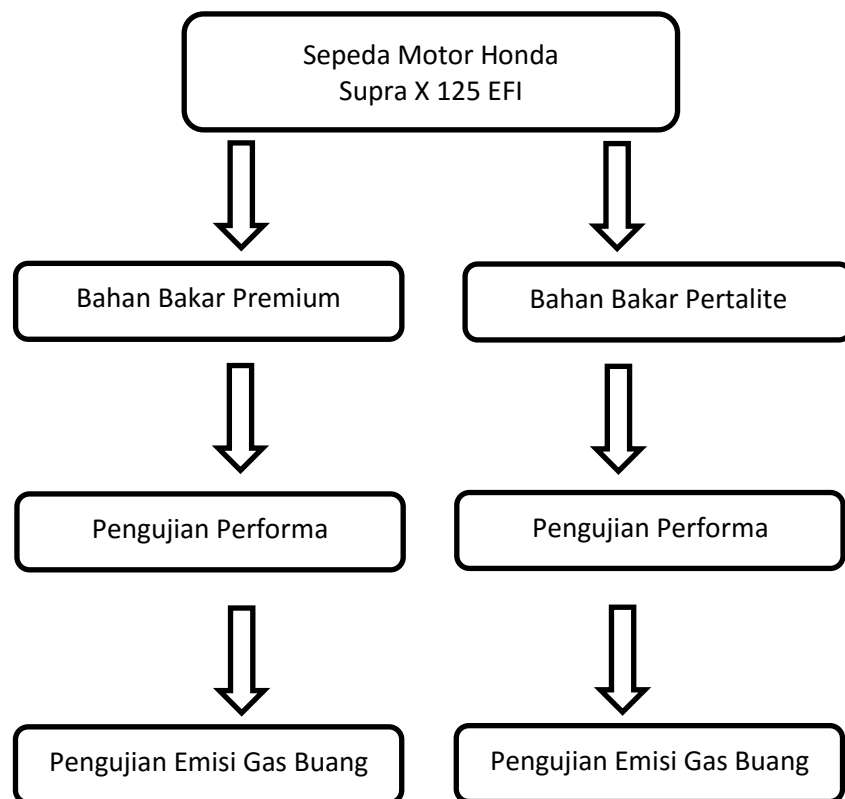 Sepeda Motor Honda
Supra X 125 EFI
Bahan Bakar Premium
Bahan Bakar Pertalite
Pengujian Performa
Pengujian Performa
Pengujian Emisi Gas Buang
Pengujian Emisi Gas Buang